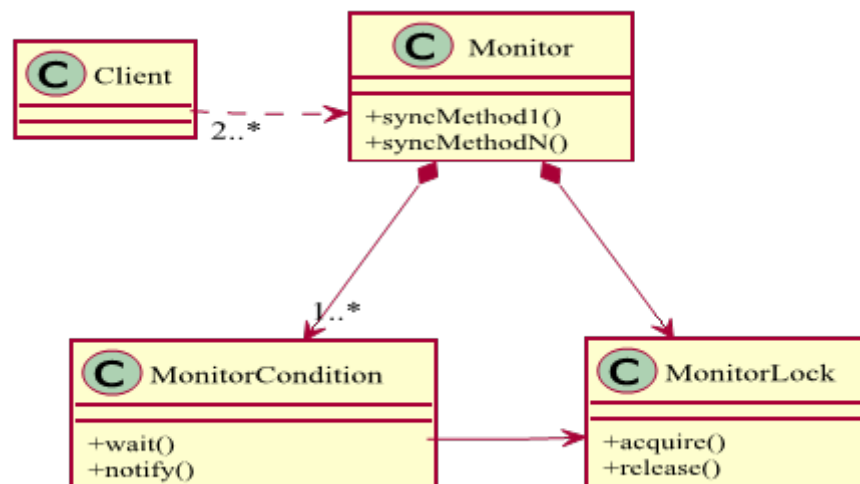 C Client
C Monitor
+syncMethod1()
+syncMethodN()
2..*
1..*
C MonitorCondition
+wait()
+notify()
C MonitorLock
+acquire()
+release()